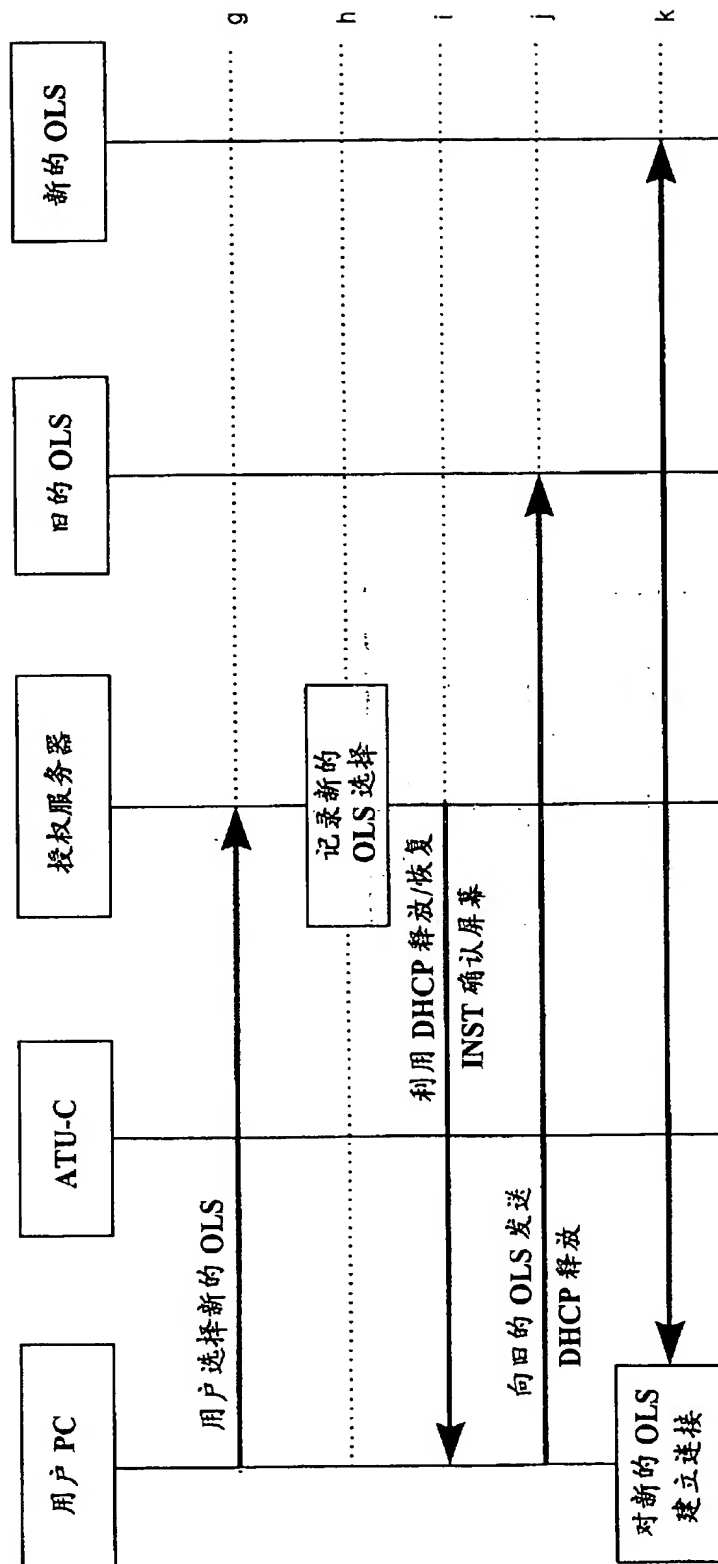 用户 PC
ATU-C
授权服务器
旧的 OLS
新的 OLS
用户选择新的 OLS
g
记录新的
OLS 选择
h
利用 DHCP 释放/恢复
INST 确认屏幕
i
向旧的 OLS 发送
DHCP 释放
j
对新的 OLS
建立连接
k